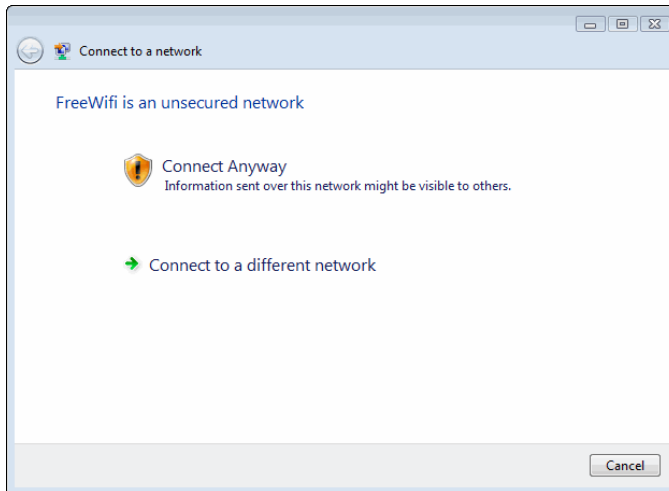 Connect to a network
FreeWifi is an unsecured network
Connect Anyway
Information sent over this network might be visible to others.
Connect to a different network
Cancel